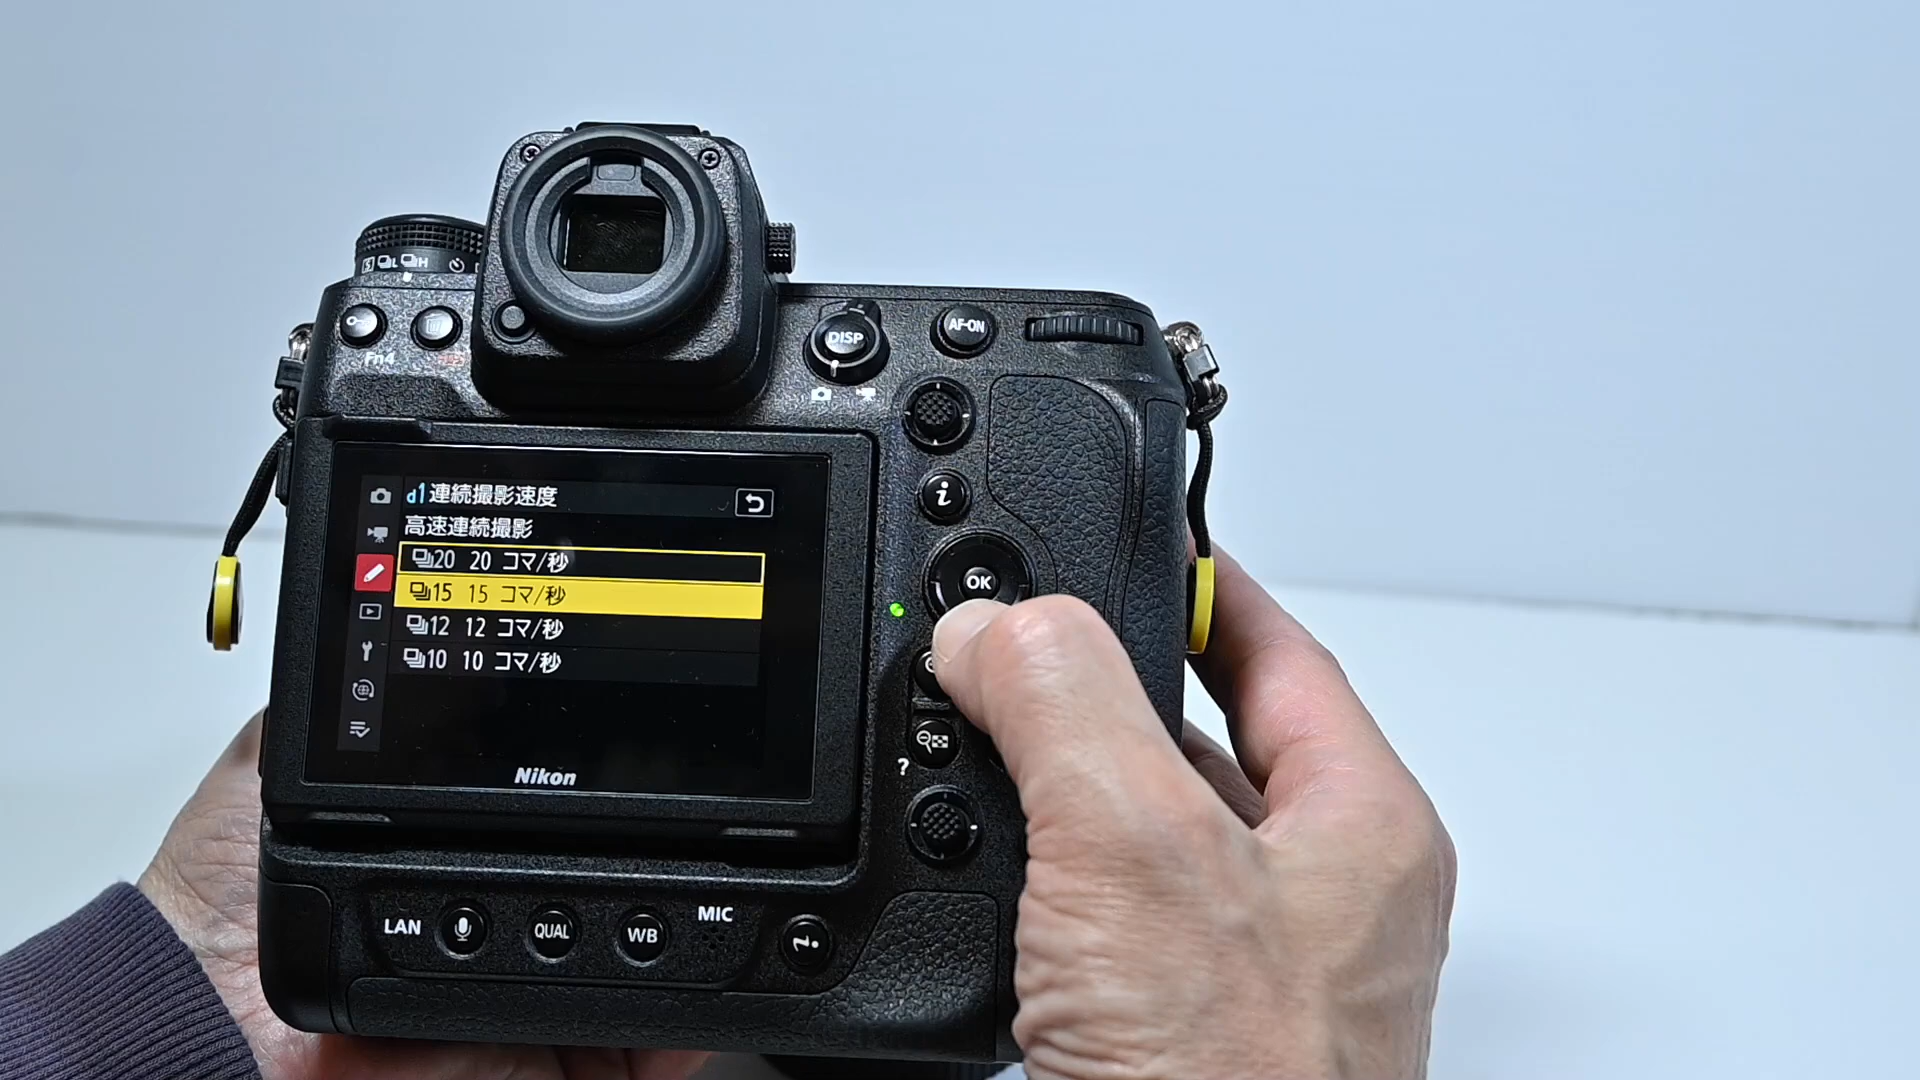 S L H
Fn4
DISP
AF-ON
i
d1連続撮影速度
高速連続撮影
20 20 コマ/秒
15 15 コマ/秒
12 12 コマ/秒
10 10 コマ/秒
OK
?
Nikon
LAN
QUAL
WB
MIC
i